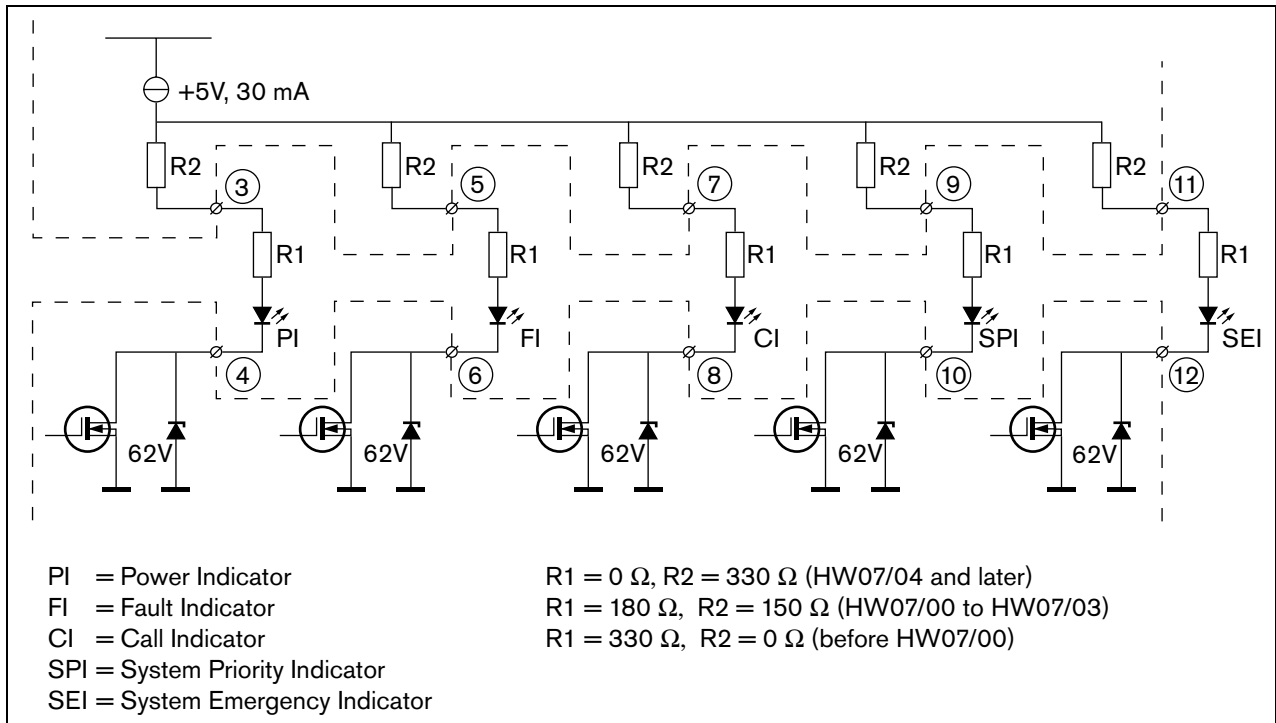 +5V, 30 mA
R2 R2 R2 R2 R2
3 5 7 9 11
R1 R1 R1 R1 R1
PI FI CI SPI SEI
4 6 8 10 12
62V 62V 62V 62V 62V
PI = Power Indicator
FI = Fault Indicator
CI = Call Indicator
SPI = System Priority Indicator
SEI = System Emergency Indicator
R1 = 0 Ω, R2 = 330 Ω (HW07/04 and later)
R1 = 180 Ω, R2 = 150 Ω (HW07/00 to HW07/03)
R1 = 330 Ω, R2 = 0 Ω (before HW07/00)